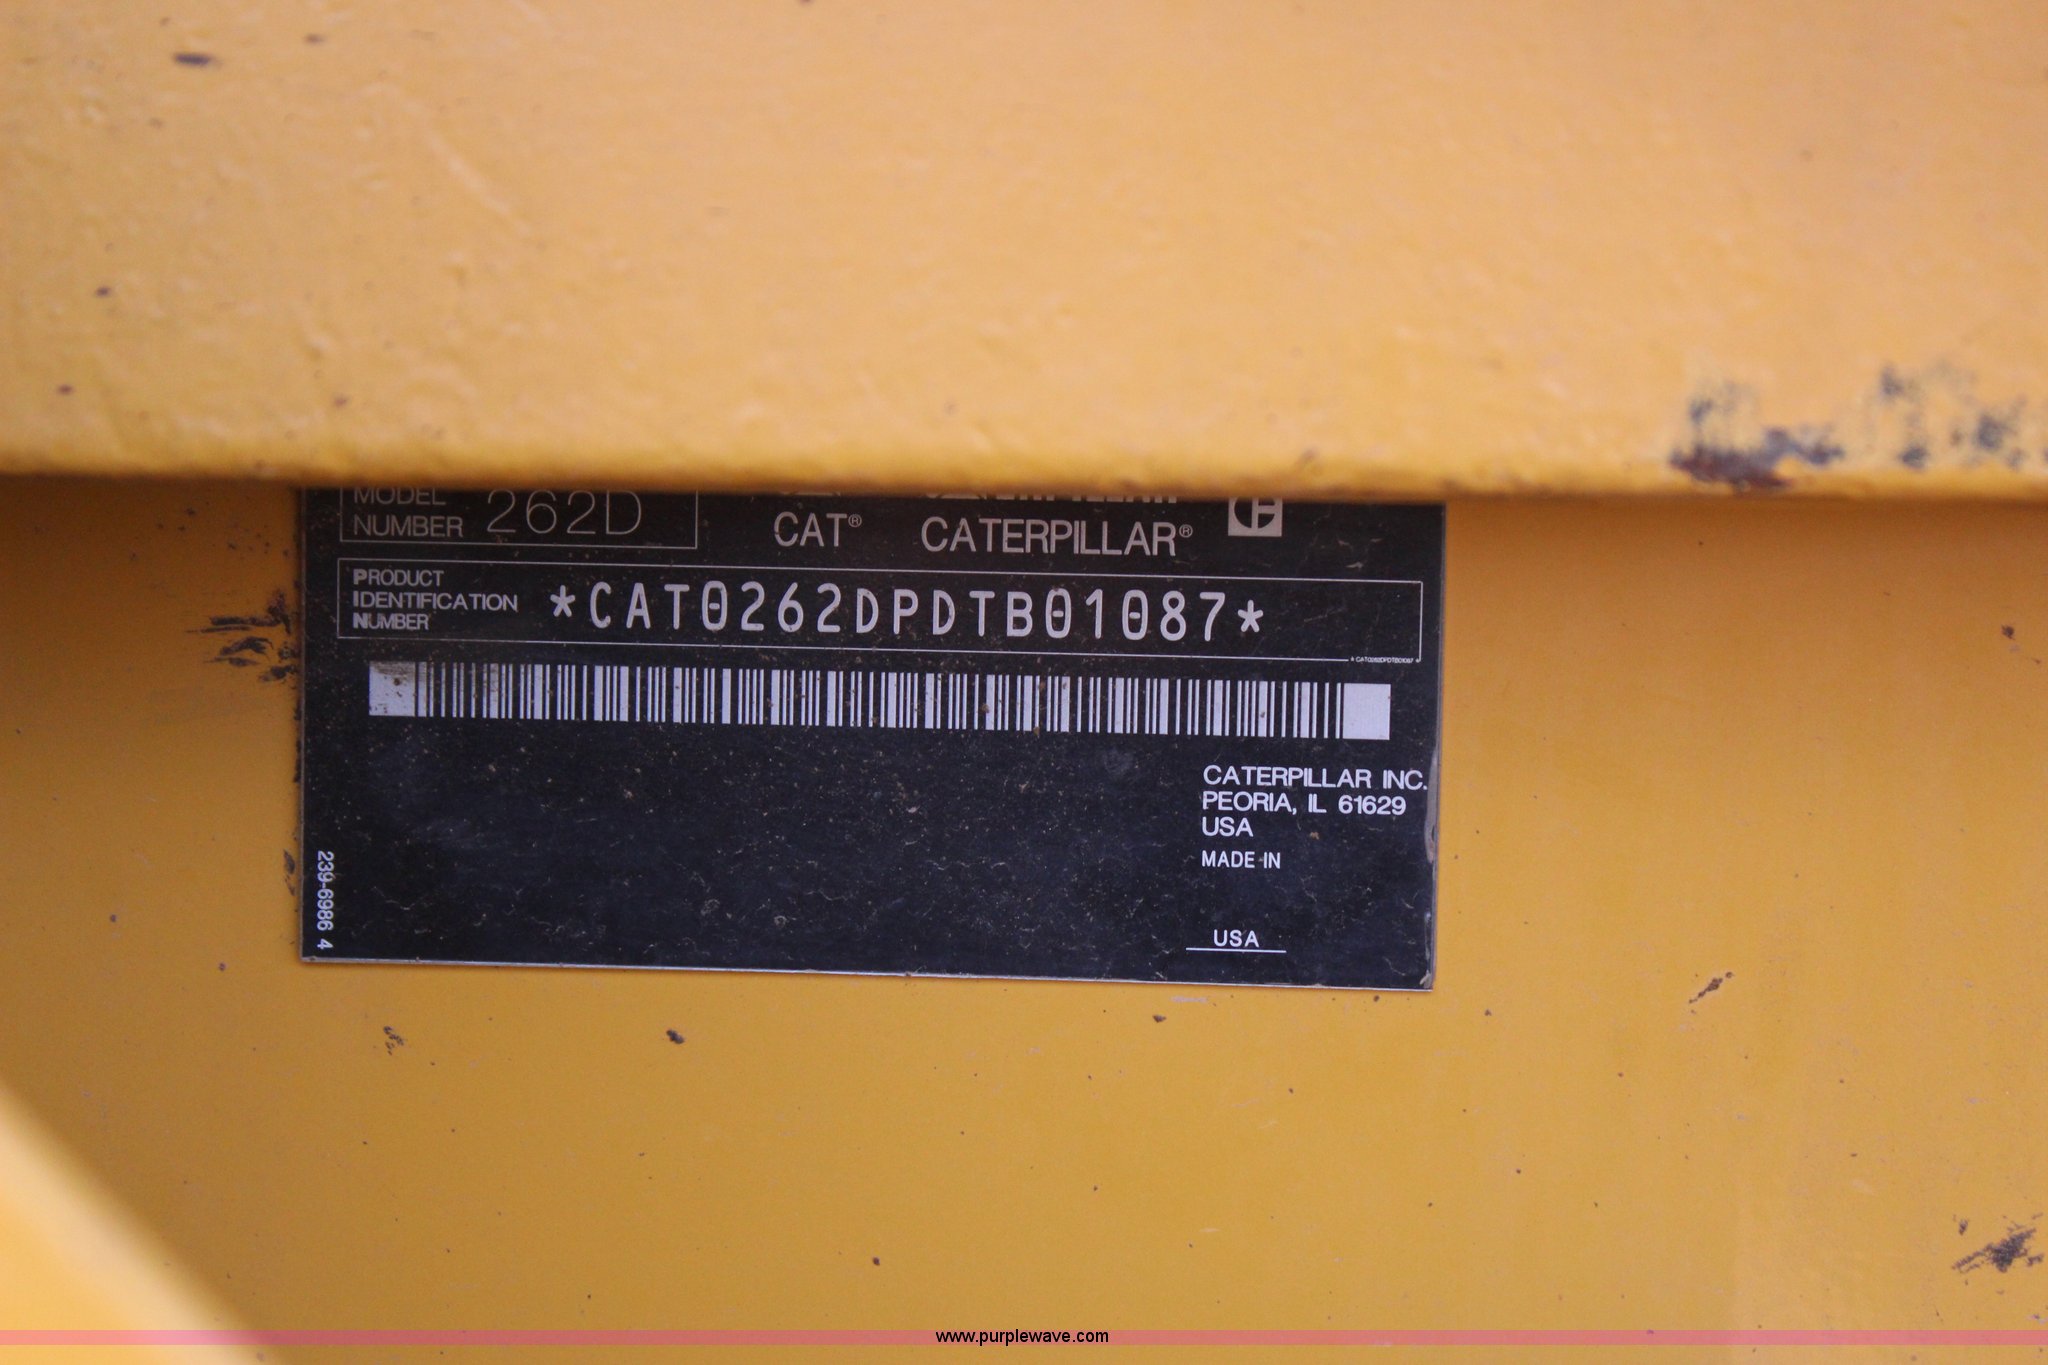 MODEL
NUMBER 262D
CAT® CATERPILLAR®
PRODUCT
IDENTIFICATION
NUMBER
*CAT0262DPDTB01087*
*CAT0262DPDTB01087*
CATERPILLAR INC.
PEORIA, IL 61629
USA
MADE IN
USA
239-6986 4
www.purplewave.com